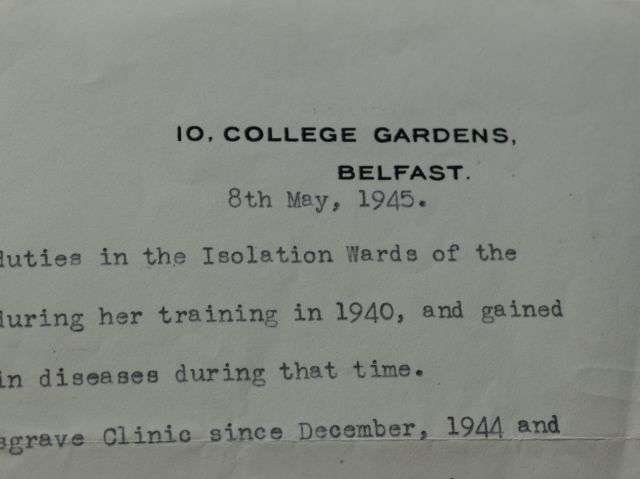 10, COLLEGE GARDENS,
BELFAST.
8th May, 1945.
duties in the Isolation Wards of the
during her training in 1940, and gained
in diseases during that time.
sgrave Clinic since December, 1944 and